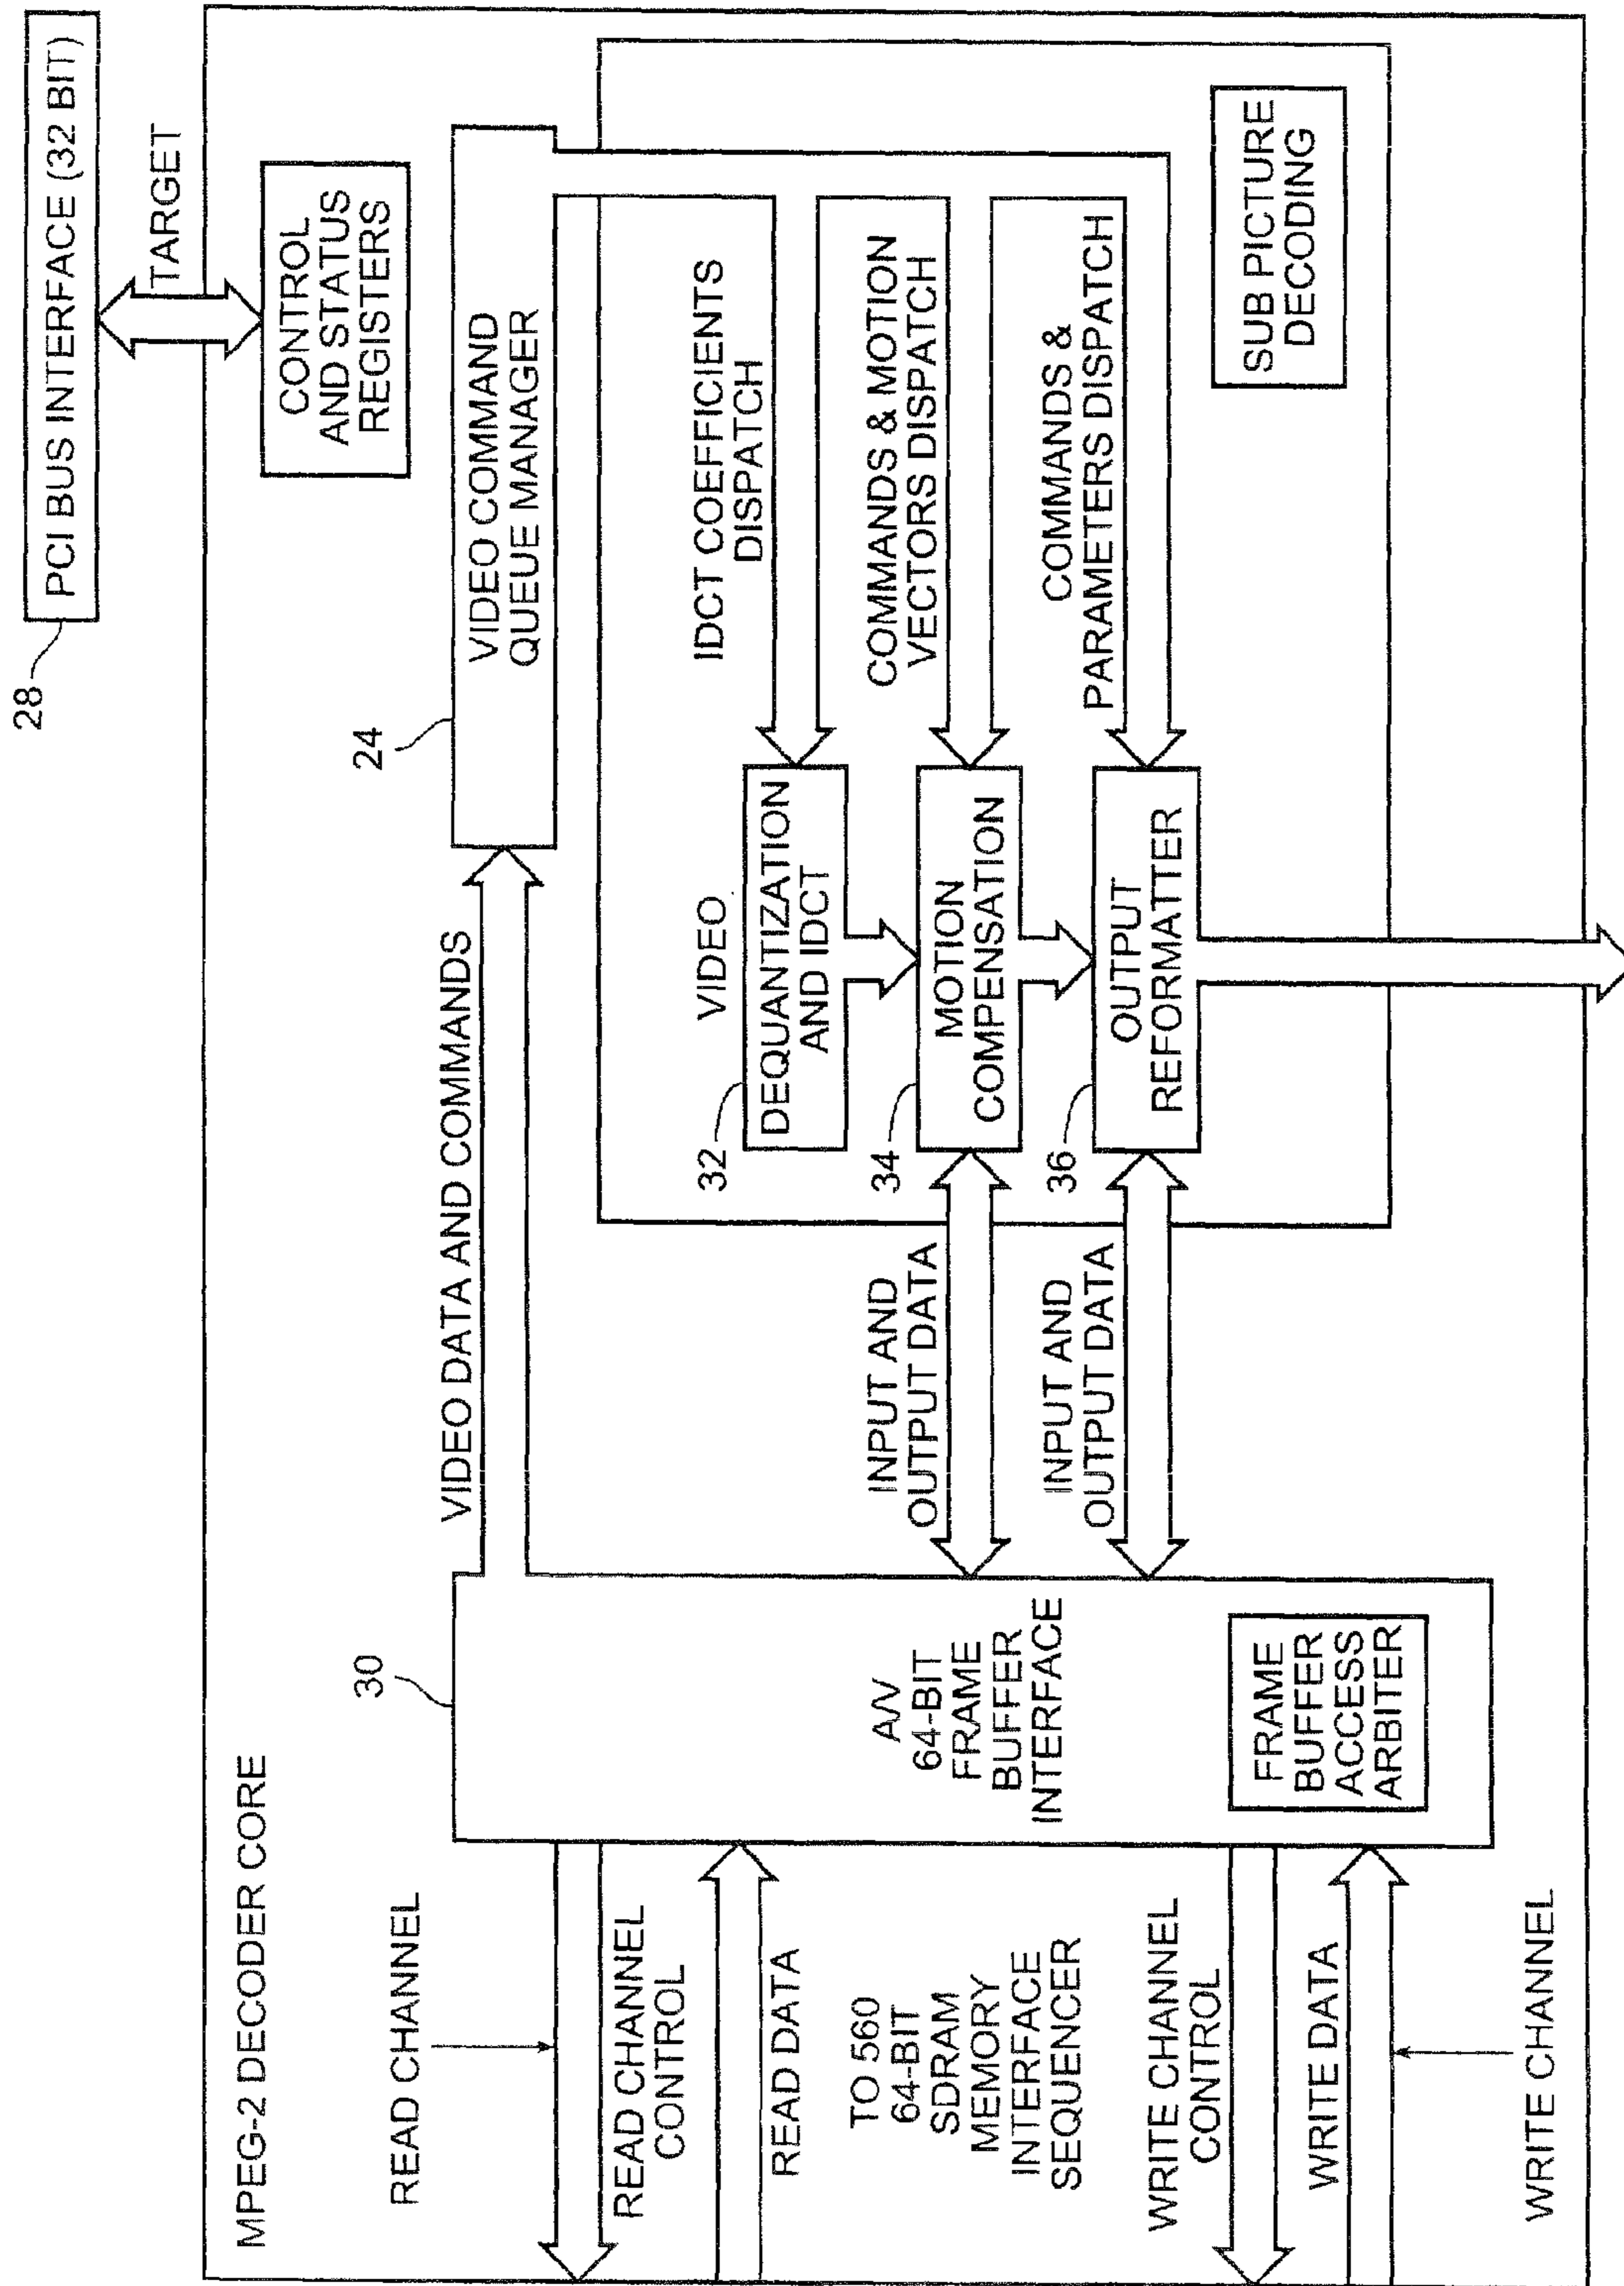 PCI BUS INTERFACE (32 BIT)
28
TARGET
MPEG-2 DECODER CORE
CONTROL
AND STATUS
REGISTERS
READ CHANNEL
30
VIDEO DATA AND COMMANDS
24
VIDEO COMMAND
QUEUE MANAGER
READ CHANNEL
CONTROL
READ DATA
TO 560
64-BIT
SDRAM
MEMORY
INTERFACE
SEQUENCER
WRITE CHANNEL
CONTROL
WRITE DATA
WRITE CHANNEL
A/V
64-BIT
FRAME
BUFFER
INTERFACE
FRAME
BUFFER
ACCESS
ARBITER
INPUT AND
OUTPUT DATA
INPUT AND
OUTPUT DATA
VIDEO
32
DEQUANTIZATION
AND IDCT
34
MOTION
COMPENSATION
36
OUTPUT
REFORMATTER
IDCT COEFFICIENTS
DISPATCH
COMMANDS & MOTION
VECTORS DISPATCH
COMMANDS &
PARAMETERS DISPATCH
SUB PICTURE
DECODING